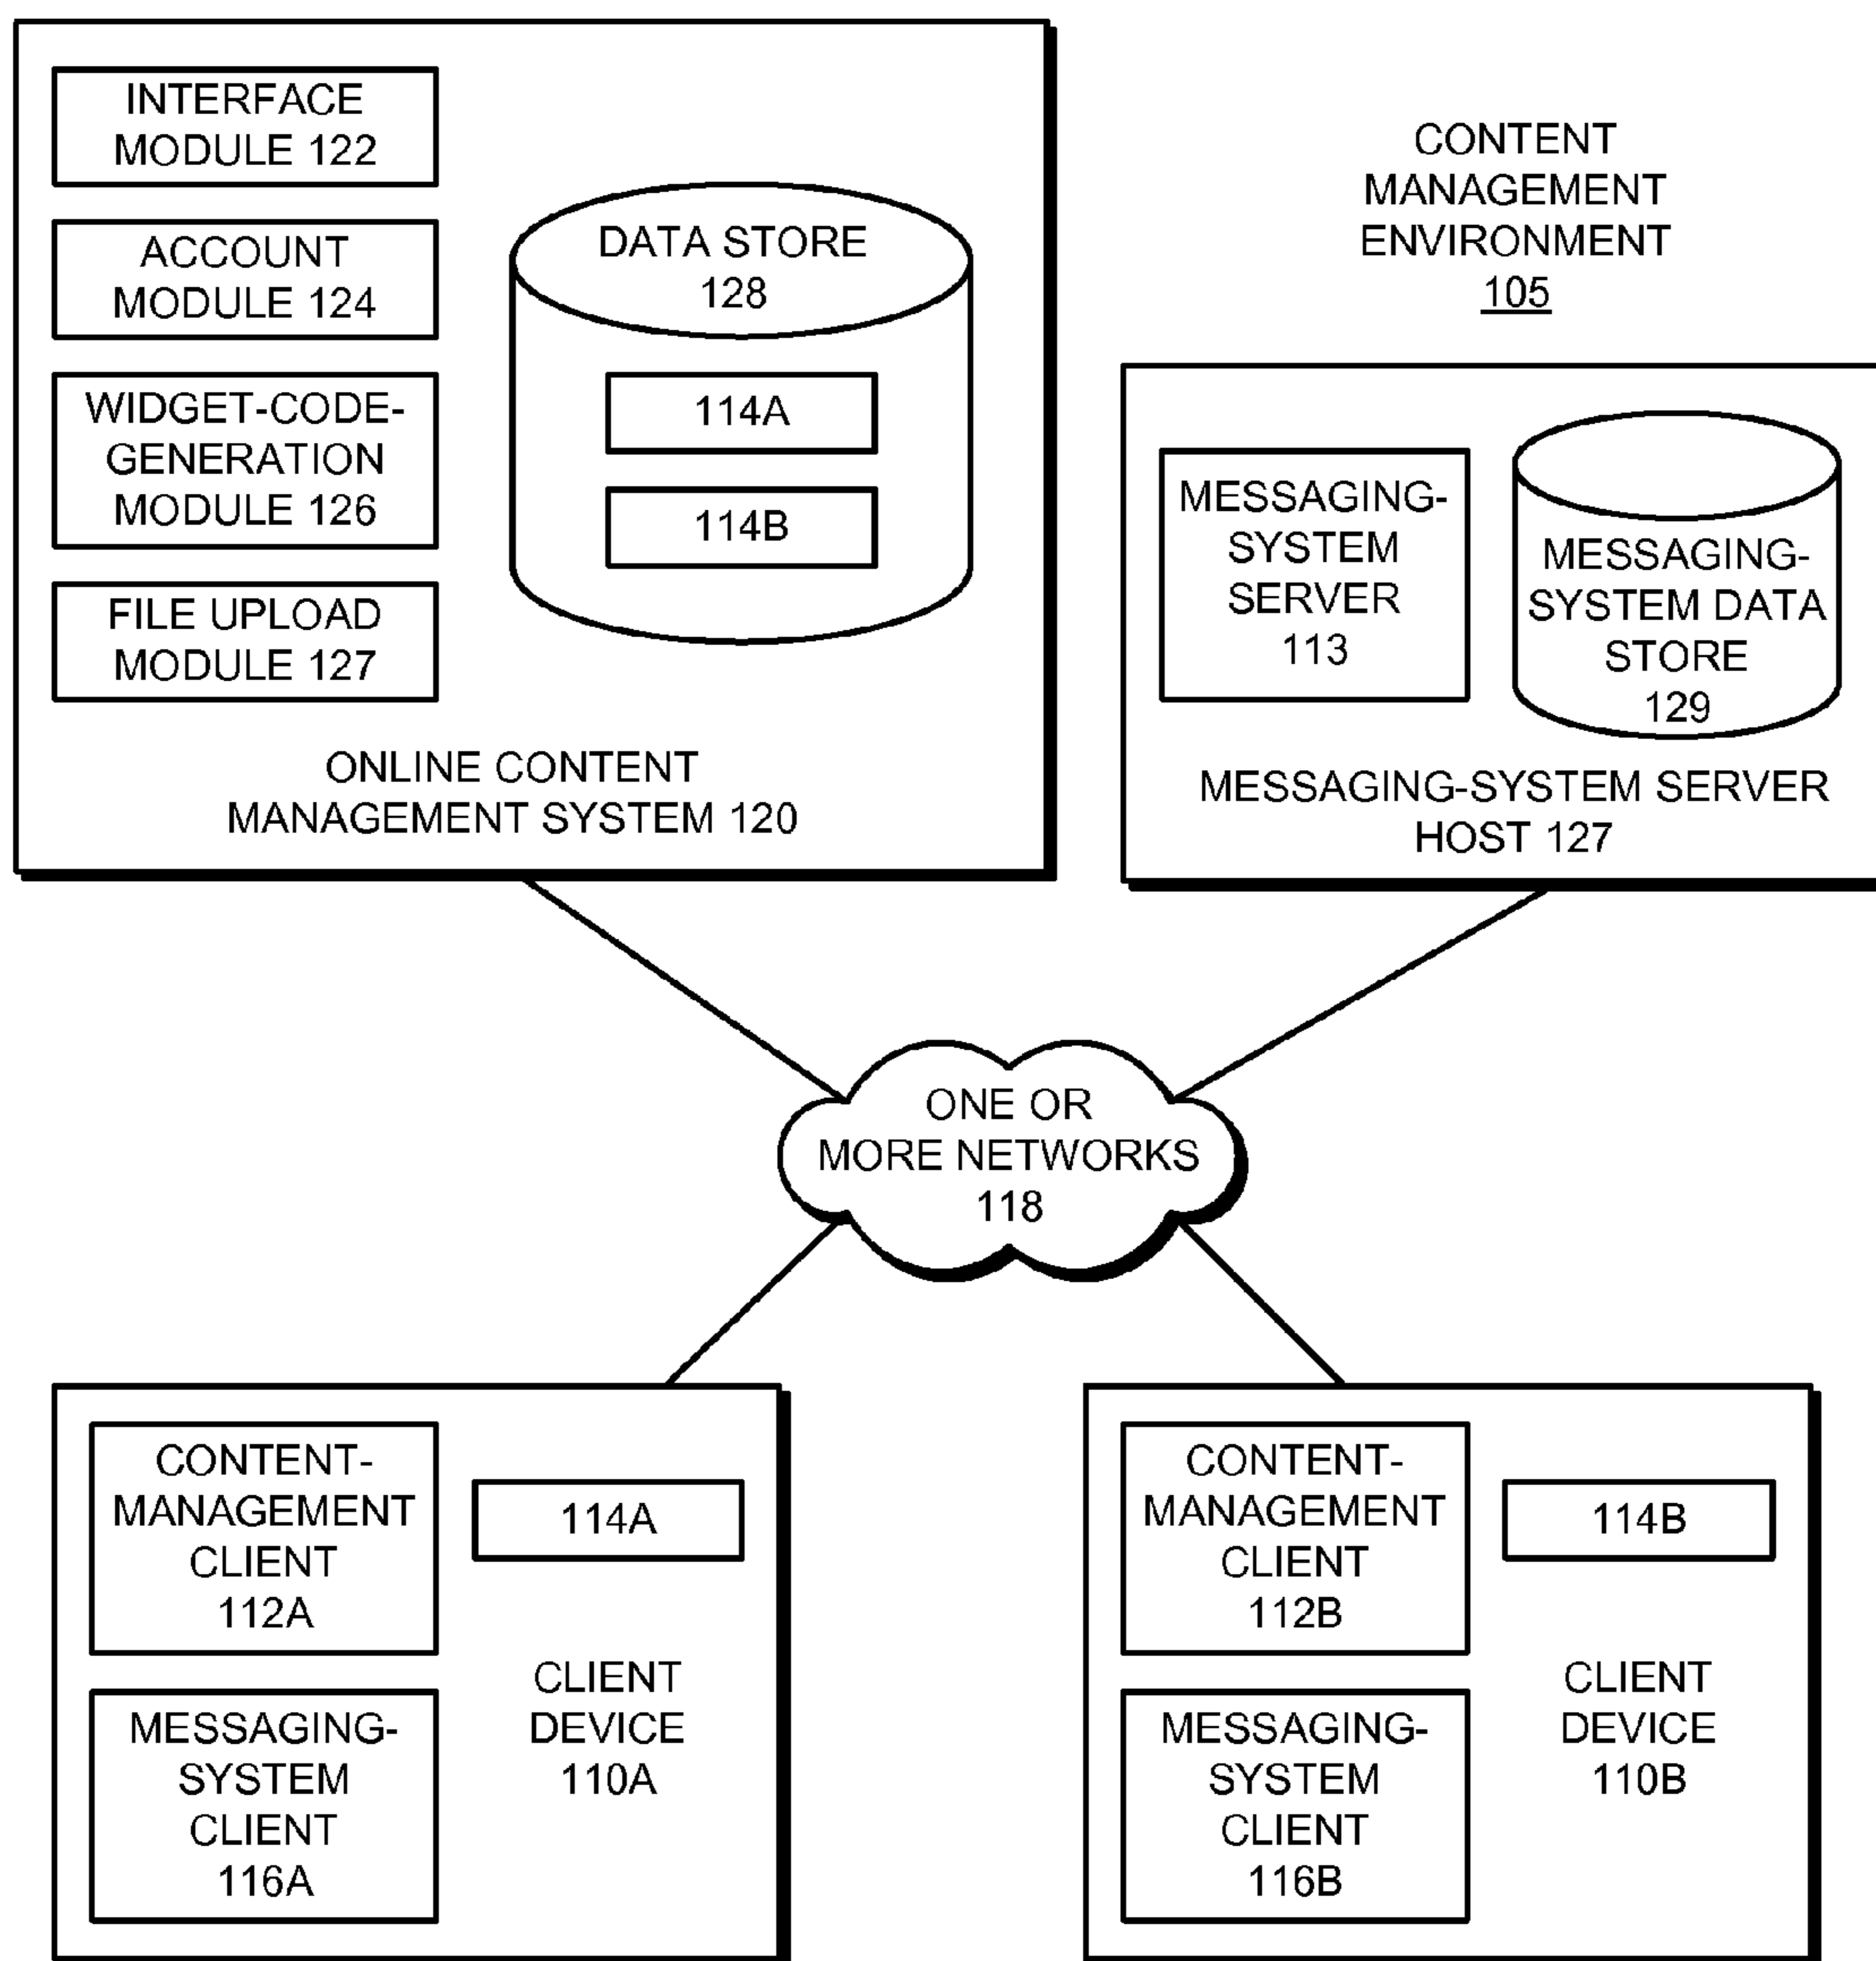 INTERFACE
MODULE 122
ACCOUNT
MODULE 124
WIDGET-CODE-
GENERATION
MODULE 126
FILE UPLOAD
MODULE 127
DATA STORE
128
114A
114B
ONLINE CONTENT
MANAGEMENT SYSTEM 120
CONTENT
MANAGEMENT
ENVIRONMENT
105
MESSAGING-
SYSTEM
SERVER
113
MESSAGING-
SYSTEM DATA
STORE
129
MESSAGING-SYSTEM SERVER
HOST 127
ONE OR
MORE NETWORKS
118
CONTENT-
MANAGEMENT
CLIENT
112A
114A
MESSAGING-
SYSTEM
CLIENT
116A
CLIENT
DEVICE
110A
CONTENT-
MANAGEMENT
CLIENT
112B
114B
MESSAGING-
SYSTEM
CLIENT
116B
CLIENT
DEVICE
110B